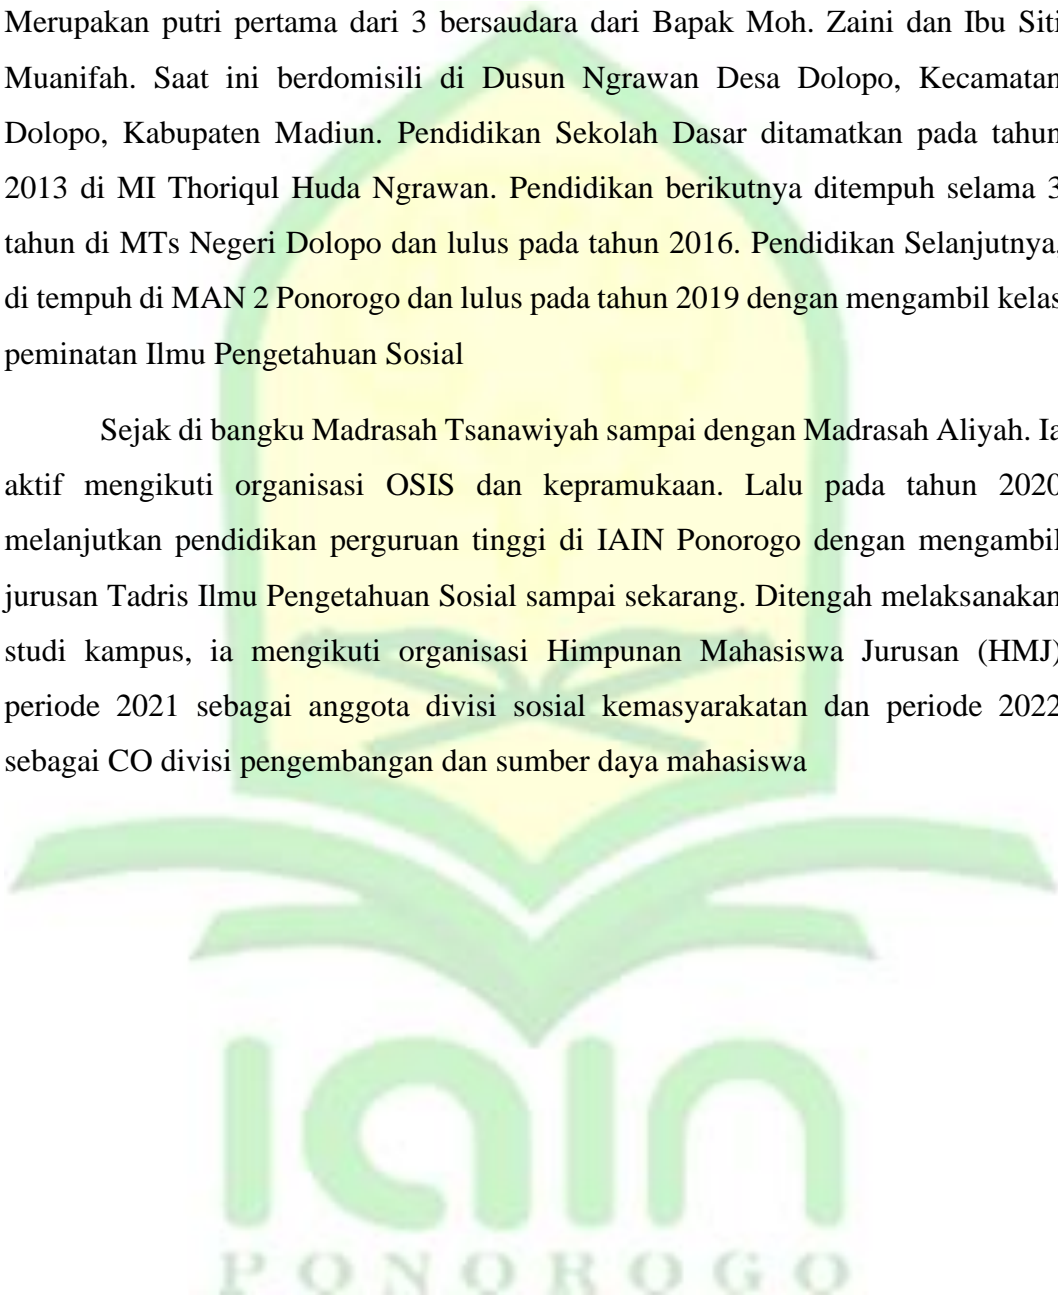 Merupakan putri pertama dari 3 bersaudara dari Bapak Moh. Zaini dan Ibu Siti
Muanifah. Saat ini berdomisili di Dusun Ngrawan Desa Dolopo, Kecamatan
Dolopo, Kabupaten Madiun. Pendidikan Sekolah Dasar ditamatkan pada tahun
2013 di MI Thoriqul Huda Ngrawan. Pendidikan berikutnya ditempuh selama 3
tahun di MTs Negeri Dolopo dan lulus pada tahun 2016. Pendidikan Selanjutnya,
di tempuh di MAN 2 Ponorogo dan lulus pada tahun 2019 dengan mengambil kelas
peminatan Ilmu Pengetahuan Sosial
Sejak di bangku Madrasah Tsanawiyah sampai dengan Madrasah Aliyah. Ia
aktif mengikuti organisasi OSIS dan kepramukaan. Lalu pada tahun 2020
melanjutkan pendidikan perguruan tinggi di IAIN Ponorogo dengan mengambil
jurusan Tadris Ilmu Pengetahuan Sosial sampai sekarang. Ditengah melaksanakan
studi kampus, ia mengikuti organisasi Himpunan Mahasiswa Jurusan (HMJ)
periode 2021 sebagai anggota divisi sosial kemasyarakatan dan periode 2022
sebagai CO divisi pengembangan dan sumber daya mahasiswa
IAIN
PONOROGO